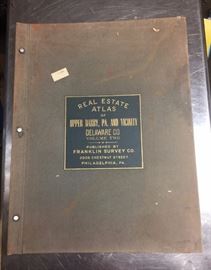 REAL ESTATE
ATLAS
OF
UPPER DARBY, PA. AND VICINITY
DELAWARE CO
VOLUME TWO
PUBLISHED BY
FRANKLIN SURVEY CO.
PHILADELPHIA, PA.